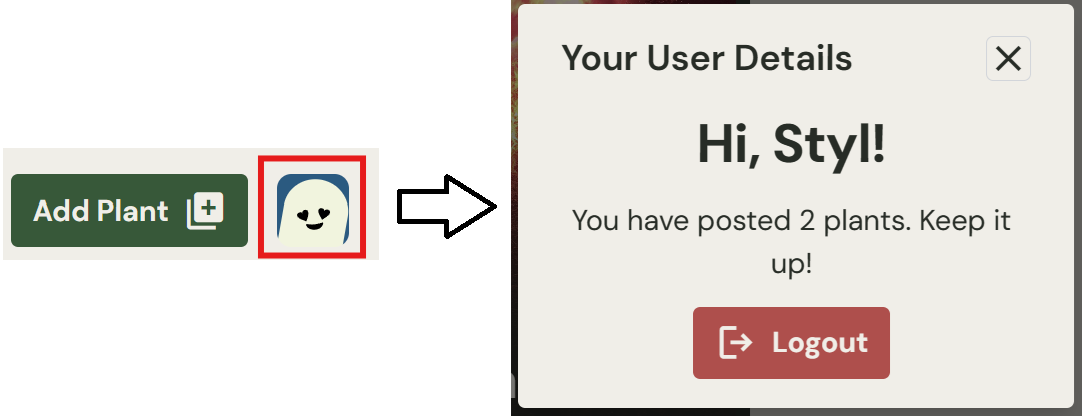 Add Plant
Your User Details
Hi, Styl!
You have posted 2 plants. Keep it
up!
Logout